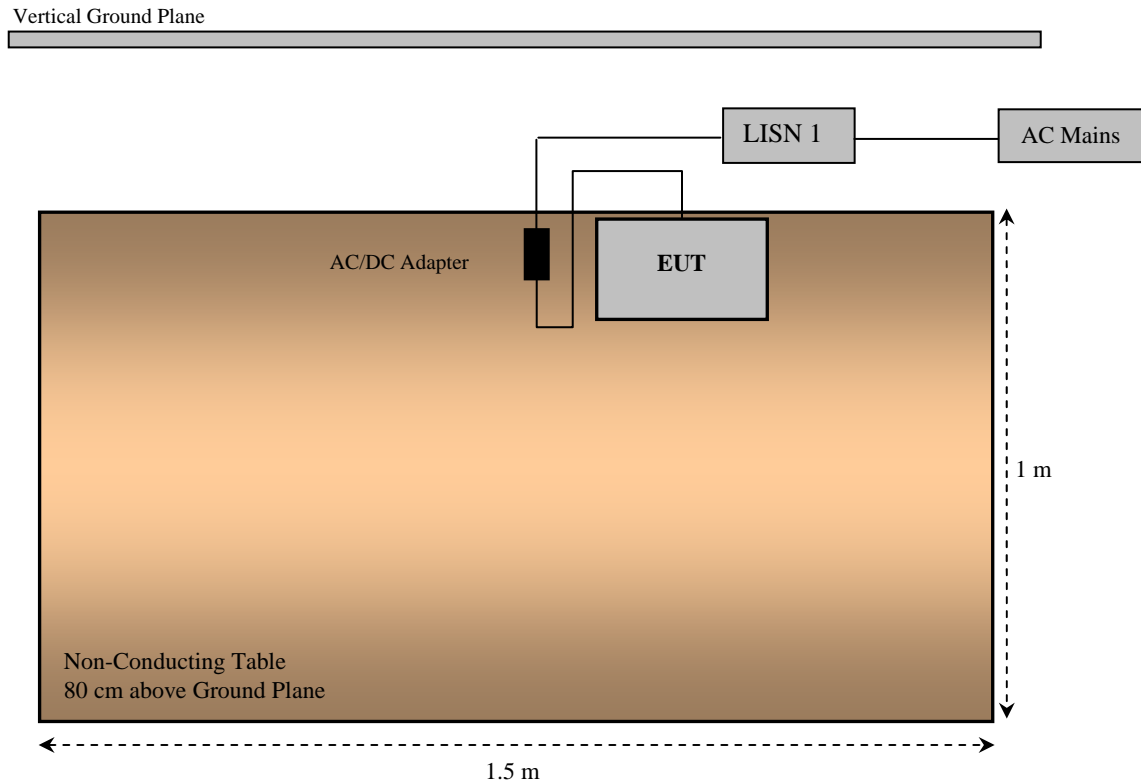 Vertical Ground Plane
LISN 1
AC Mains
AC/DC Adapter
EUT
1 m
Non-Conducting Table
80 cm above Ground Plane
1.5 m